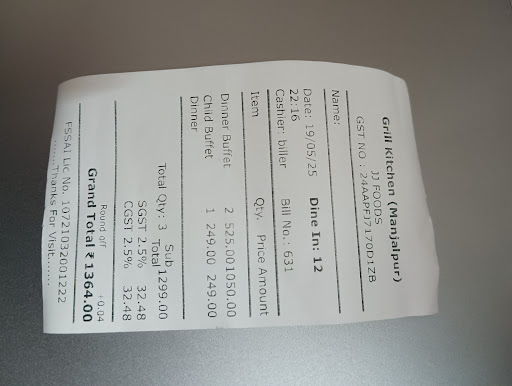 Grill Kitchen (Manjalpur)
JJ FOODS
GST NO : 24AAPFJ7170D1ZB
Name:
Date: 19/05/25 Dine In: 12
22:16
Cashier: biller Bill No.: 631
Item Qty. Price Amount
Dinner Buffet 2 525.00 1050.00
Child Buffet 1 249.00 249.00
Dinner
Total Qty: 3 Sub Total 1299.00
SGST 2.5% 32.48
CGST 2.5% 32.48
Round off +0.04
Grand Total ₹ 1364.00
FSSAI Lic No. 10721032001222
.......Thanks For Visit.......